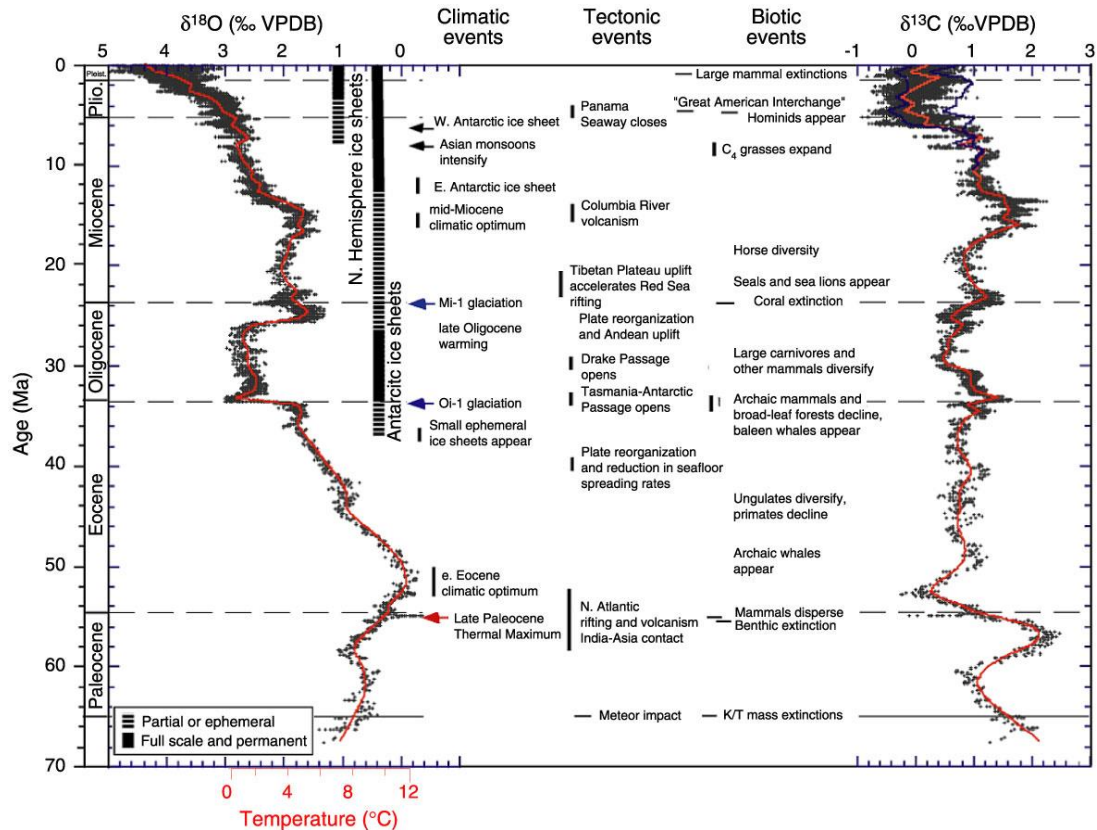 δ18O (‰ VPDB)
5 4 3 2 1 0
Climatic
events
Tectonic
events
Biotic
events
δ13C (‰VPDB)
-1 0 1 2 3
Age (Ma)
0
10
20
30
40
50
60
70
Pleist.
Plio.
Miocene
Oligocene
Eocene
Paleocene
N. Hemisphere ice sheets
Antarcitc ice sheets
W. Antarctic ice sheet
Asian monsoons
intensify
E. Antarctic ice sheet
mid-Miocene
climatic optimum
Mi-1 glaciation
late Oligocene
warming
Oi-1 glaciation
Small ephemeral
ice sheets appear
e. Eocene
climatic optimum
Late Paleocene
Thermal Maximum
Panama
Seaway closes
Columbia River
volcanism
Tibetan Plateau uplift
accelerates Red Sea
rifting
Plate reorganization
and Andean uplift
Drake Passage
opens
Tasmania-Antarctic
Passage opens
Plate reorganization
and reduction in seafloor
spreading rates
N. Atlantic
rifting and volcanism
India-Asia contact
Meteor impact
Large mammal extinctions
"Great American Interchange"
Hominids appear
C4 grasses expand
Horse diversity
Seals and sea lions appear
Coral extinction
Large carnivores and
other mammals diversify
Archaic mammals and
broad-leaf forests decline,
baleen whales appear
Ungulates diversify,
primates decline
Archaic whales
appear
Mammals disperse
Benthic extinction
K/T mass extinctions
Partial or ephemeral
Full scale and permanent
0 4 8 12
Temperature (°C)